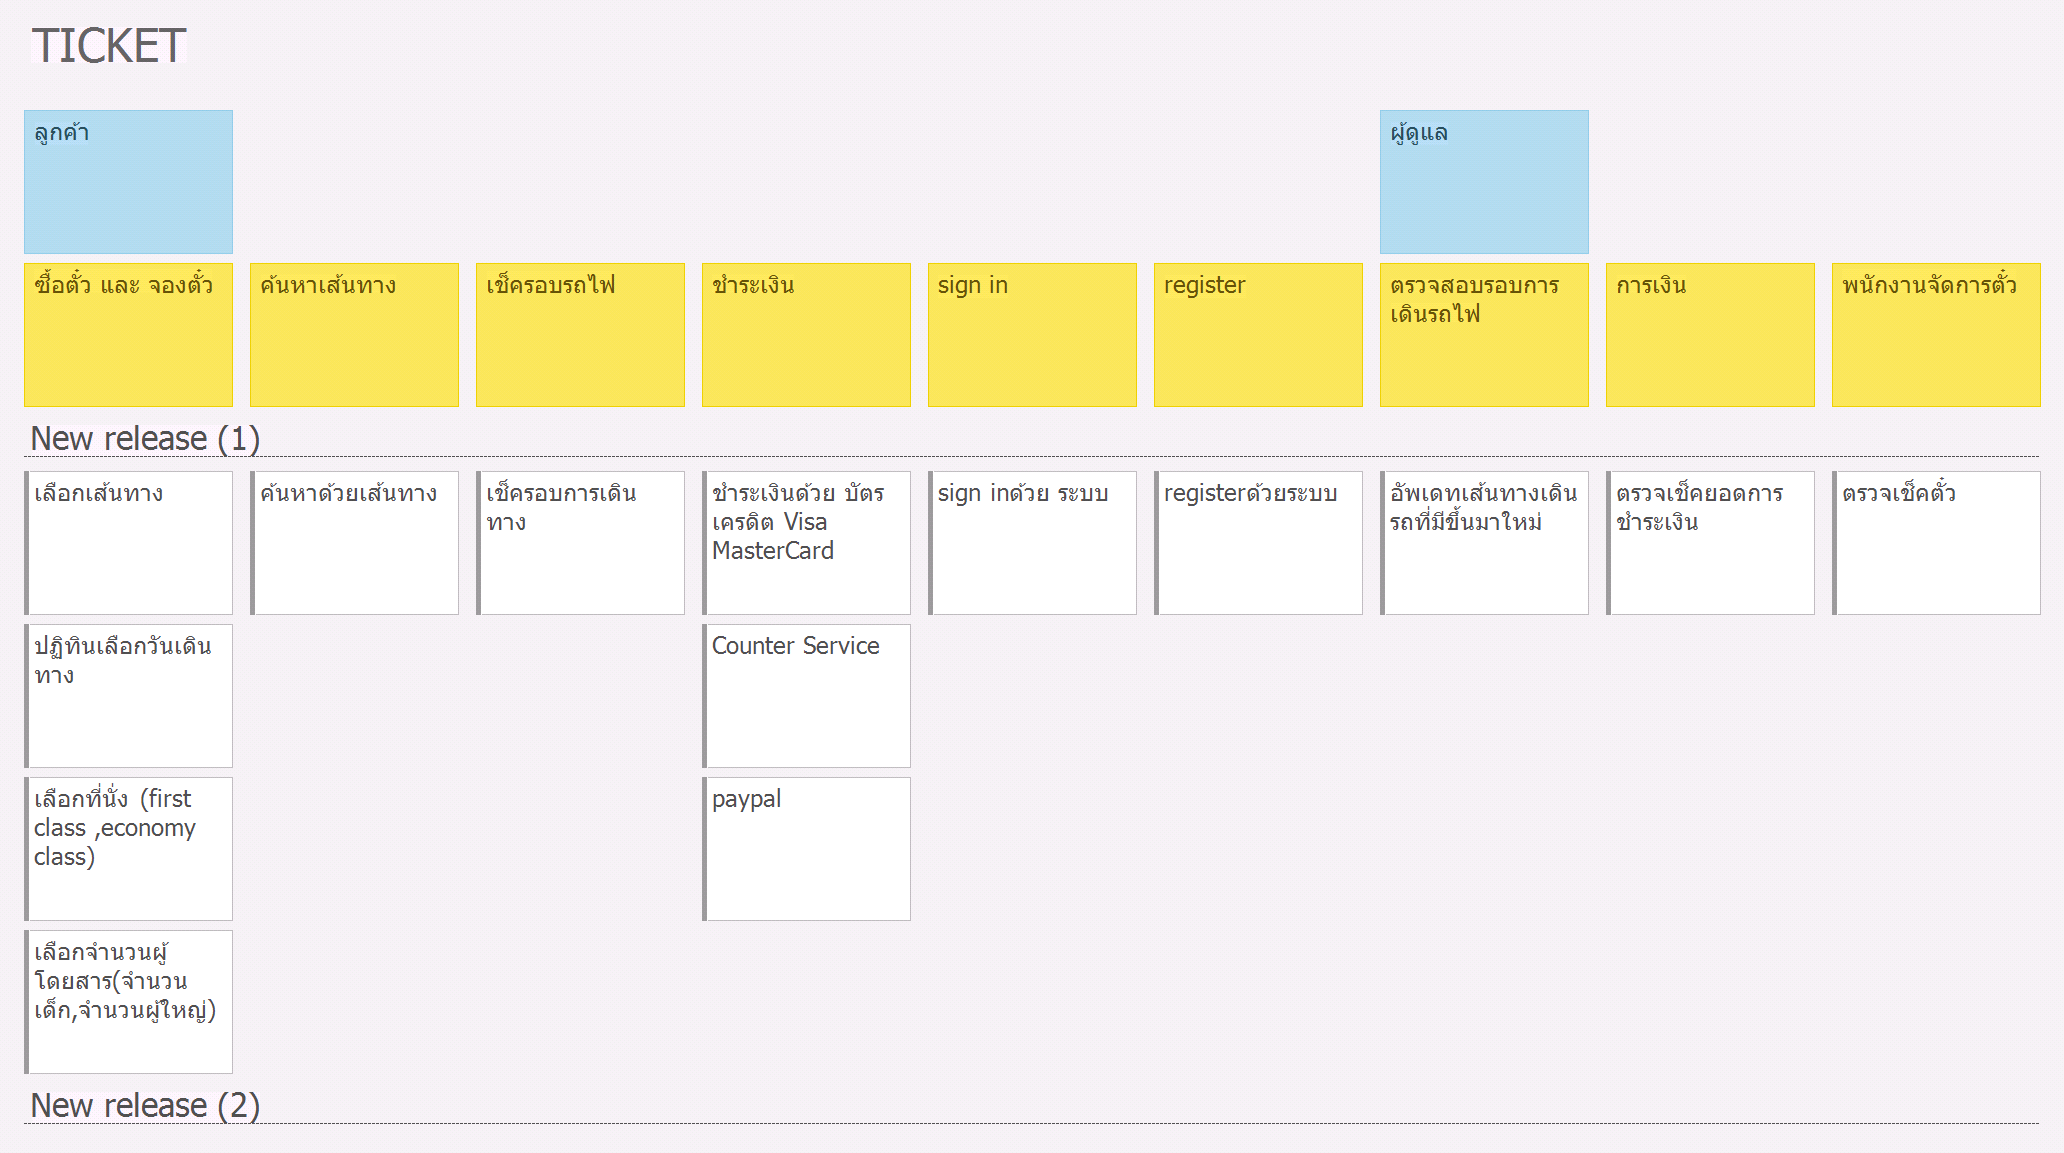 TICKET
ลูกค้า
ผู้ดูแล
ซื้อตั๋ว และ จองตั๋ว
ค้นหาเส้นทาง
เช็ครอบรถไฟ
ชำระเงิน
sign in
register
ตรวจสอบรอบการ
เดินรถไฟ
การเงิน
พนักงานจัดการตั๋ว
New release (1)
เลือกเส้นทาง
ค้นหาด้วยเส้นทาง
เช็ครอบการเดิน
ทาง
ชำระเงินด้วย บัตร
เครดิต Visa
MasterCard
sign inด้วย ระบบ
registerด้วยระบบ
อัพเดทเส้นทางเดิน
รถที่มีขึ้นมาใหม่
ตรวจเช็คยอดการ
ชำระเงิน
ตรวจเช็คตั๋ว
ปฏิทินเลือกวันเดิน
ทาง
Counter Service
เลือกที่นั่ง (first
class ,economy
class)
paypal
เลือกจำนวนผู้
โดยสาร(จำนวน
เด็ก,จำนวนผู้ใหญ่)
New release (2)